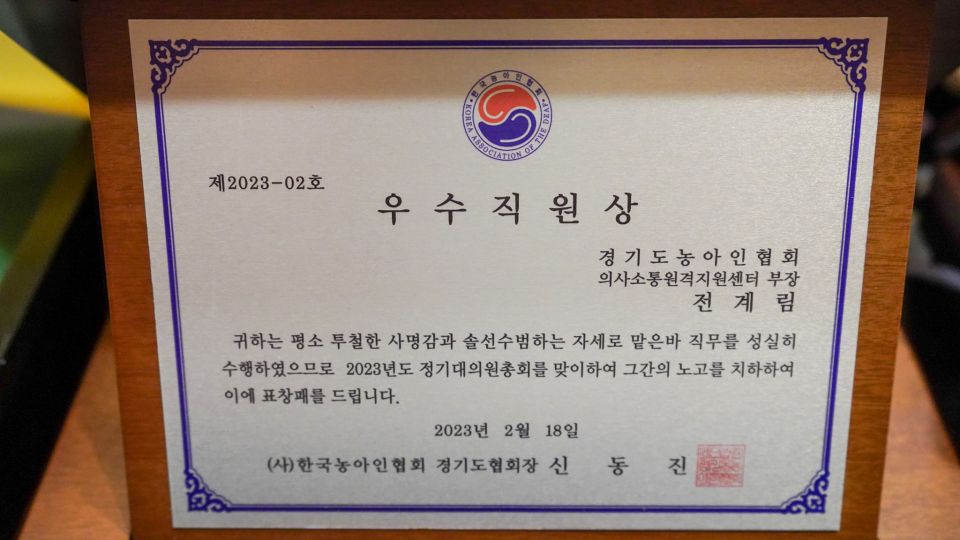 한국농아인협회
KOREA ASSOCIATION OF THE DEAF
제2023-02호
우수직원상
경기도농아인협회
의사소통원격지원센터 부장
전계림
귀하는 평소 투철한 사명감과 솔선수범하는 자세로 맡은바 직무를 성실히
수행하였으므로 2023년도 정기대의원총회를 맞이하여 그간의 노고를 치하하여
이에 표창패를 드립니다.
2023년 2월 18일
(사)한국농아인협회 경기도협회장 신동진